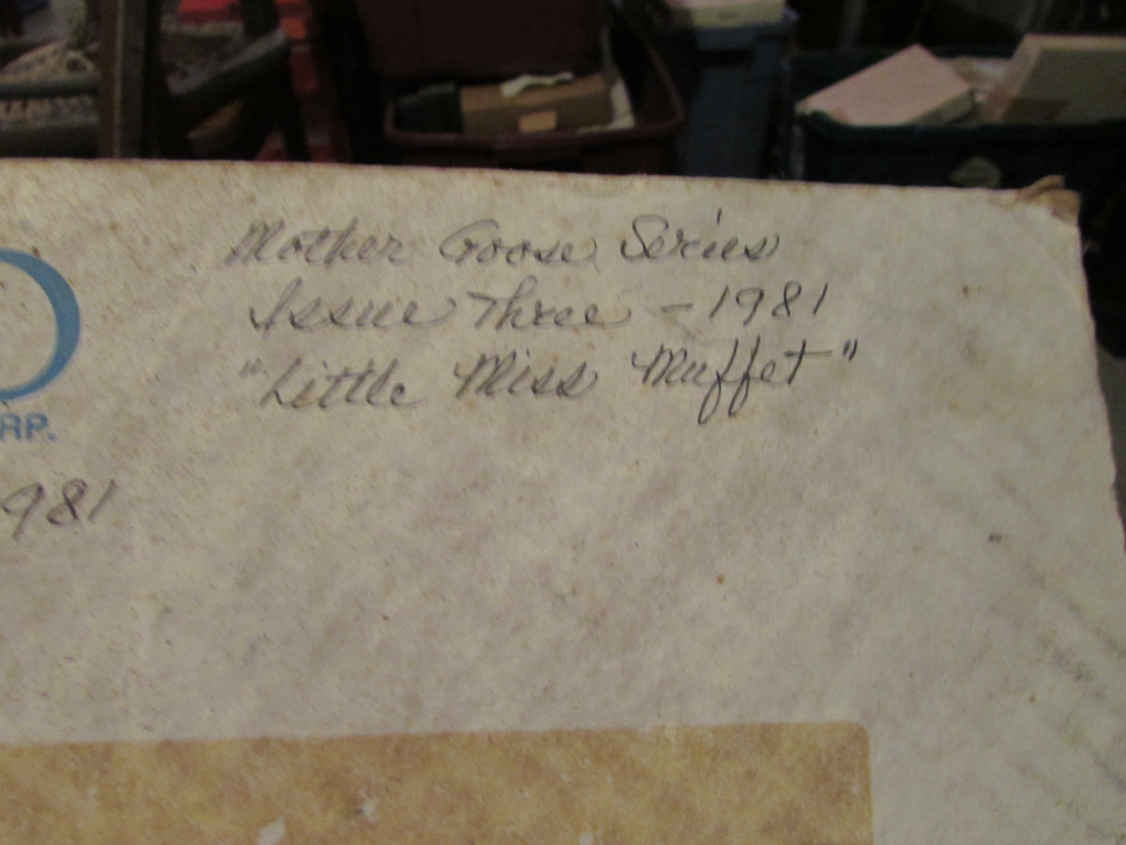 Mother Goose Series
Issue Three - 1981
"Little Miss Muffet"
RP.
981